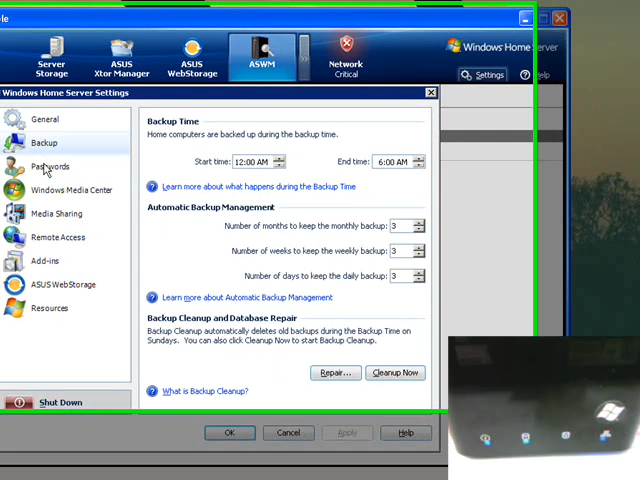 le
Server Storage
ASUS Xtor Manager
ASUS WebStorage
ASWM
Network Critical
Windows Home Server
Settings
Help
Windows Home Server Settings
General
Backup
Passwords
Windows Media Center
Media Sharing
Remote Access
Add-ins
ASUS WebStorage
Resources
Shut Down
Backup Time
Home computers are backed up during the backup time.
Start time: 12:00 AM End time: 6:00 AM
Learn more about what happens during the Backup Time
Automatic Backup Management
Number of months to keep the monthly backup: 3
Number of weeks to keep the weekly backup: 3
Number of days to keep the daily backup: 3
Learn more about Automatic Backup Management
Backup Cleanup and Database Repair
Backup Cleanup automatically deletes old backups during the Backup Time on
Sundays. You can also click Cleanup Now to start Backup Cleanup.
Repair... Cleanup Now
What is Backup Cleanup?
OK Cancel Apply Help